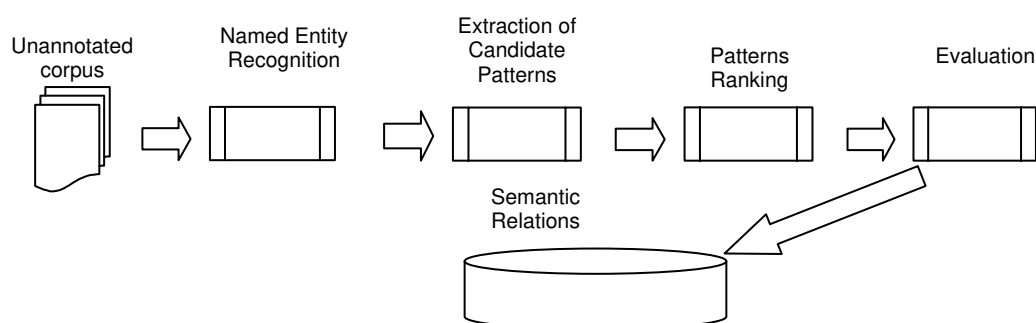 Unannotated
corpus
Named Entity
Recognition
Extraction of
Candidate
Patterns
Patterns
Ranking
Evaluation
Semantic
Relations